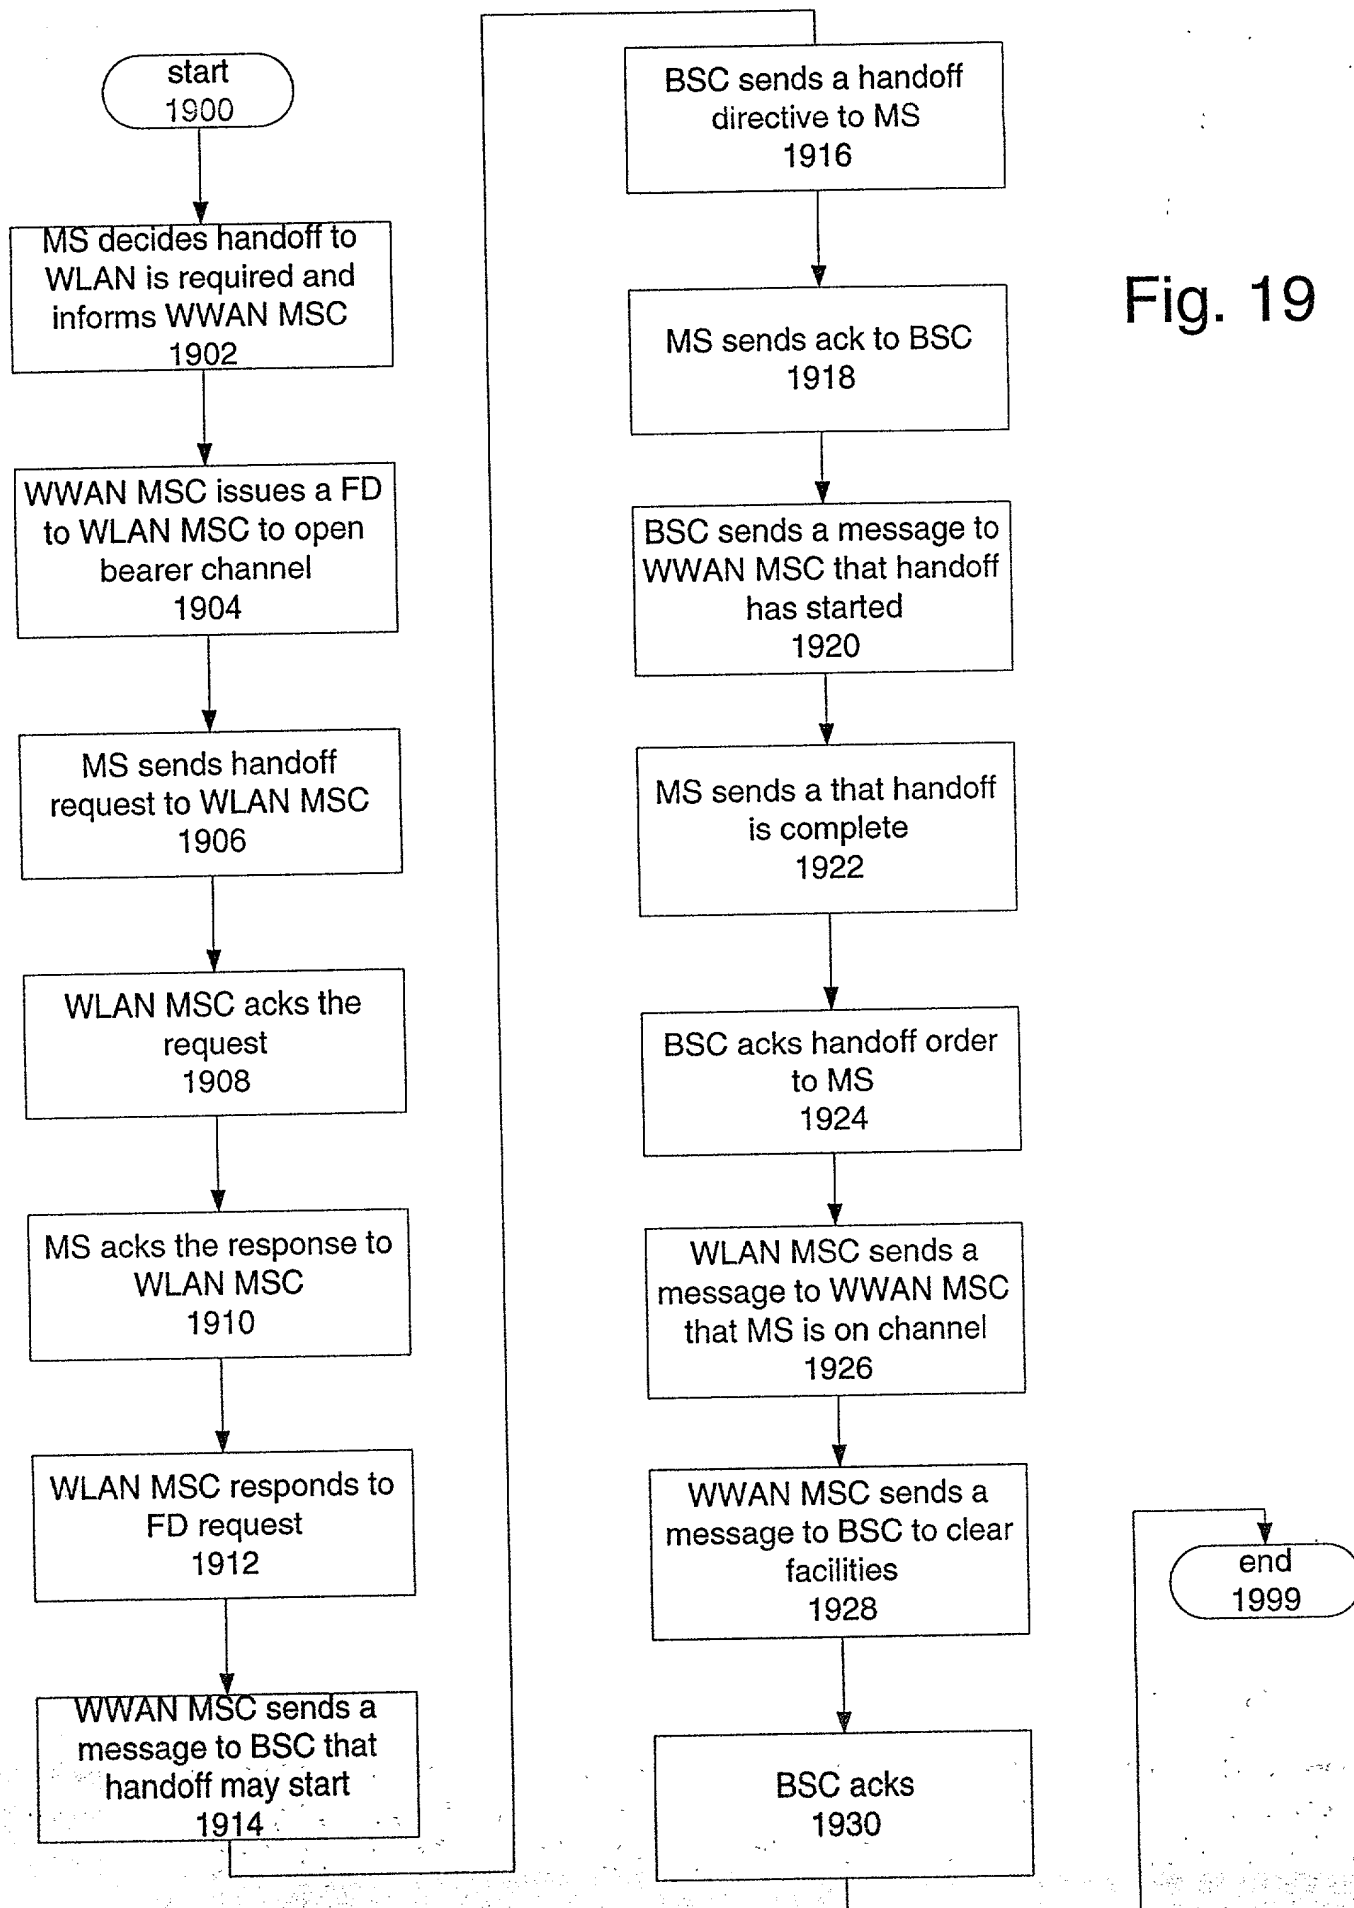 start
1900
MS decides handoff to
WLAN is required and
informs WWAN MSC
1902
WWAN MSC issues a FD
to WLAN MSC to open
bearer channel
1904
MS sends handoff
request to WLAN MSC
1906
WLAN MSC acks the
request
1908
MS acks the response to
WLAN MSC
1910
WLAN MSC responds to
FD request
1912
WWAN MSC sends a
message to BSC that
handoff may start
1914
BSC sends a handoff
directive to MS
1916
MS sends ack to BSC
1918
BSC sends a message to
WWAN MSC that handoff
has started
1920
MS sends a that handoff
is complete
1922
BSC acks handoff order
to MS
1924
WLAN MSC sends a
message to WWAN MSC
that MS is on channel
1926
WWAN MSC sends a
message to BSC to clear
facilities
1928
BSC acks
1930
end
1999
Fig. 19